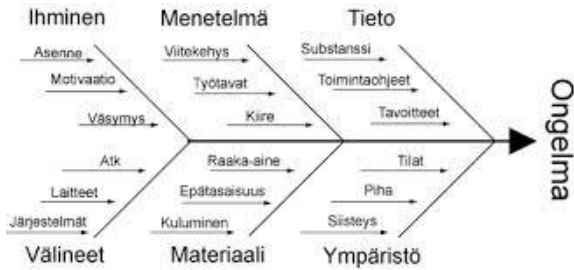 Ihminen
Menetelmä
Tieto
Asenne
Motivaatio
Väsymys
Viitekehys
Työtavat
Kiire
Substanssi
Toimintaohjeet
Tavoitteet
Ongelma
Atk
Laitteet
Järjestelmät
Raaka-aine
Epätasaisuus
Kuluminen
Tilat
Piha
Siisteys
Välineet
Materiaali
Ympäristö